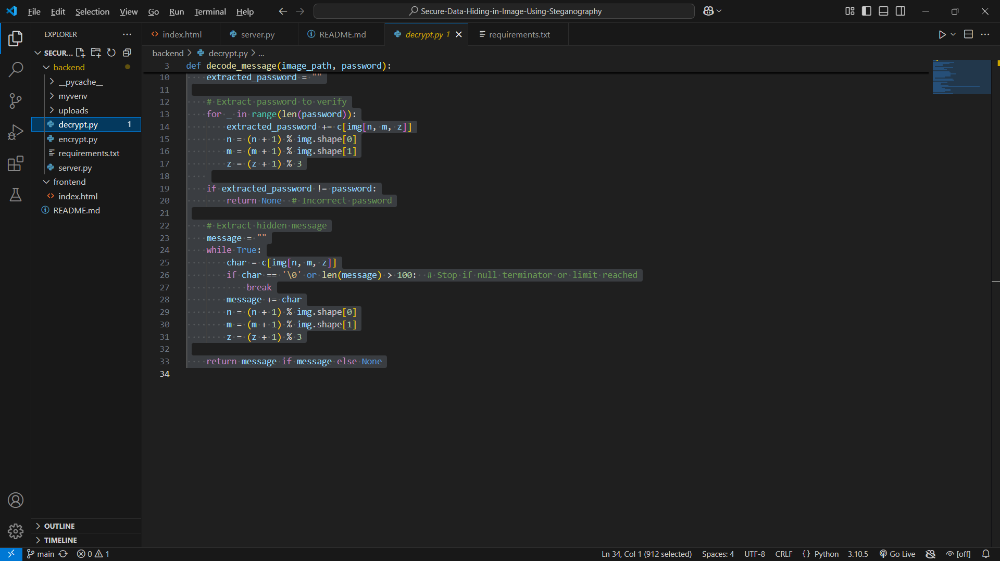 File Edit Selection View Go Run Terminal Help
Secure-Data-Hiding-in-Image-Using-Steganography
EXPLORER
SECUR...
backend
__pycache__
myvenv
uploads
decrypt.py 1
encrypt.py
requirements.txt
server.py
frontend
index.html
README.md
OUTLINE
TIMELINE
index.html
server.py
README.md
decrypt.py 1
requirements.txt
backend > decrypt.py > ...
3 def decode_message(image_path, password):
10 extracted_password = ""
11
12 # Extract password to verify
13 for _ in range(len(password)):
14 extracted_password += c[img[n, m, z]]
15 n = (n + 1) % img.shape[0]
16 m = (m + 1) % img.shape[1]
17 z = (z + 1) % 3
18
19 if extracted_password != password:
20 return None # Incorrect password
21
22 # Extract hidden message
23 message = ""
24 while True:
25 char = c[img[n, m, z]]
26 if char == '\0' or len(message) > 100: # Stop if null terminator or limit reached
27 break
28 message += char
29 n = (n + 1) % img.shape[0]
30 m = (m + 1) % img.shape[1]
31 z = (z + 1) % 3
32
33 return message if message else None
34
main 0 1 Ln 34, Col 1 (912 selected) Spaces: 4 UTF-8 CRLF {} Python 3.10.5 Go Live [off]